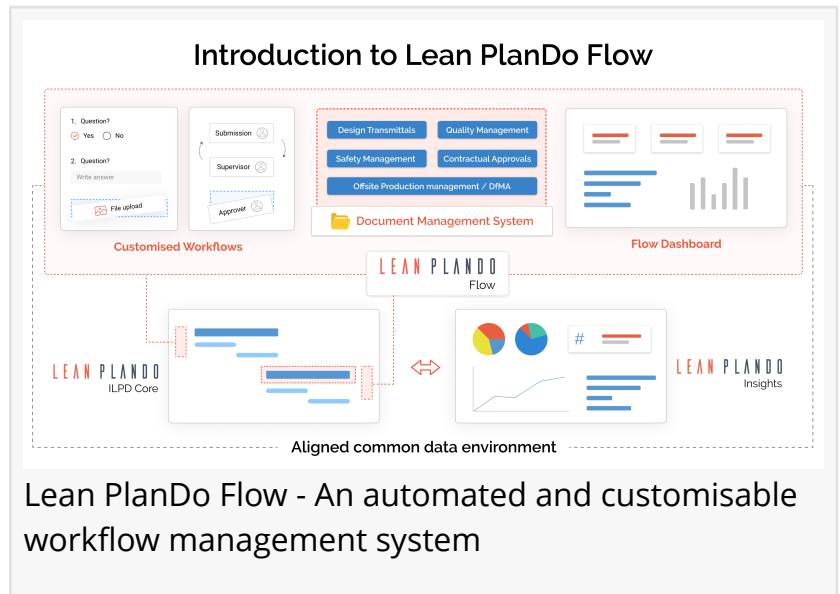 Introduction to Lean PlanDo Flow
1. Question?
Yes No
2. Question?
Write answer
File upload
Customised Workflows
Submission
Supervisor
Approver
Design Transmittals
Quality Management
Safety Management
Contractual Approvals
Offsite Production management / DfMA
Document Management System
Flow Dashboard
LEAN PLANDO
Flow
LEAN PLANDO
ILPD Core
#
LEAN PLANDO
Insights
Aligned common data environment
Lean PlanDo Flow - An automated and customisable
workflow management system